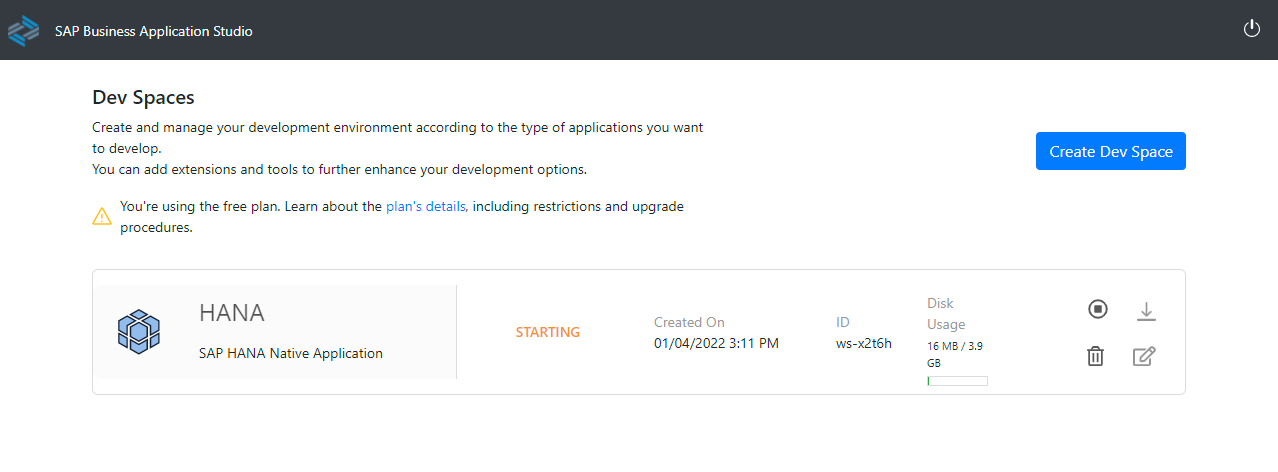 SAP Business Application Studio
Dev Spaces
Create and manage your development environment according to the type of applications you want
to develop.
You can add extensions and tools to further enhance your development options.
Create Dev Space
You're using the free plan. Learn about the plan's details, including restrictions and upgrade
procedures.
HANA
SAP HANA Native Application
STARTING
Created On
01/04/2022 3:11 PM
ID
ws-x2t6h
Disk
Usage
16 MB / 3.9
GB